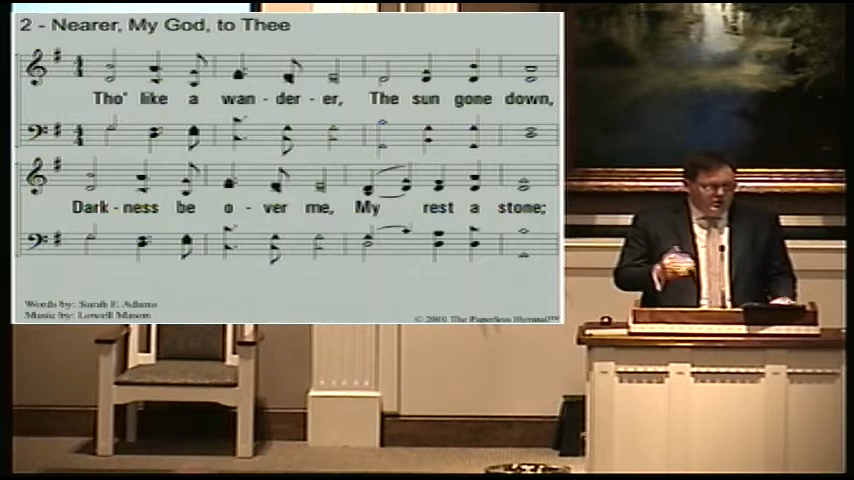 2 - Nearer, My God, to Thee
Tho' like a wan - der - er, The sun gone down,
Dark - ness be o - ver me, My rest a stone;
Words by: Sarah F. Adams
Music by: Lowell Mason
© 2001 The Paperless Hymnal™